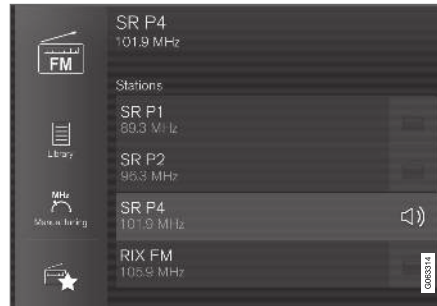 SR P4
101.9 MHz
FM
Stations
SR P1
89.3 MHz
Library
SR P2
96.3 MHz
MHz
Manual tuning
SR P4
101.9 MHz
RIX FM
105.9 MHz
G063314